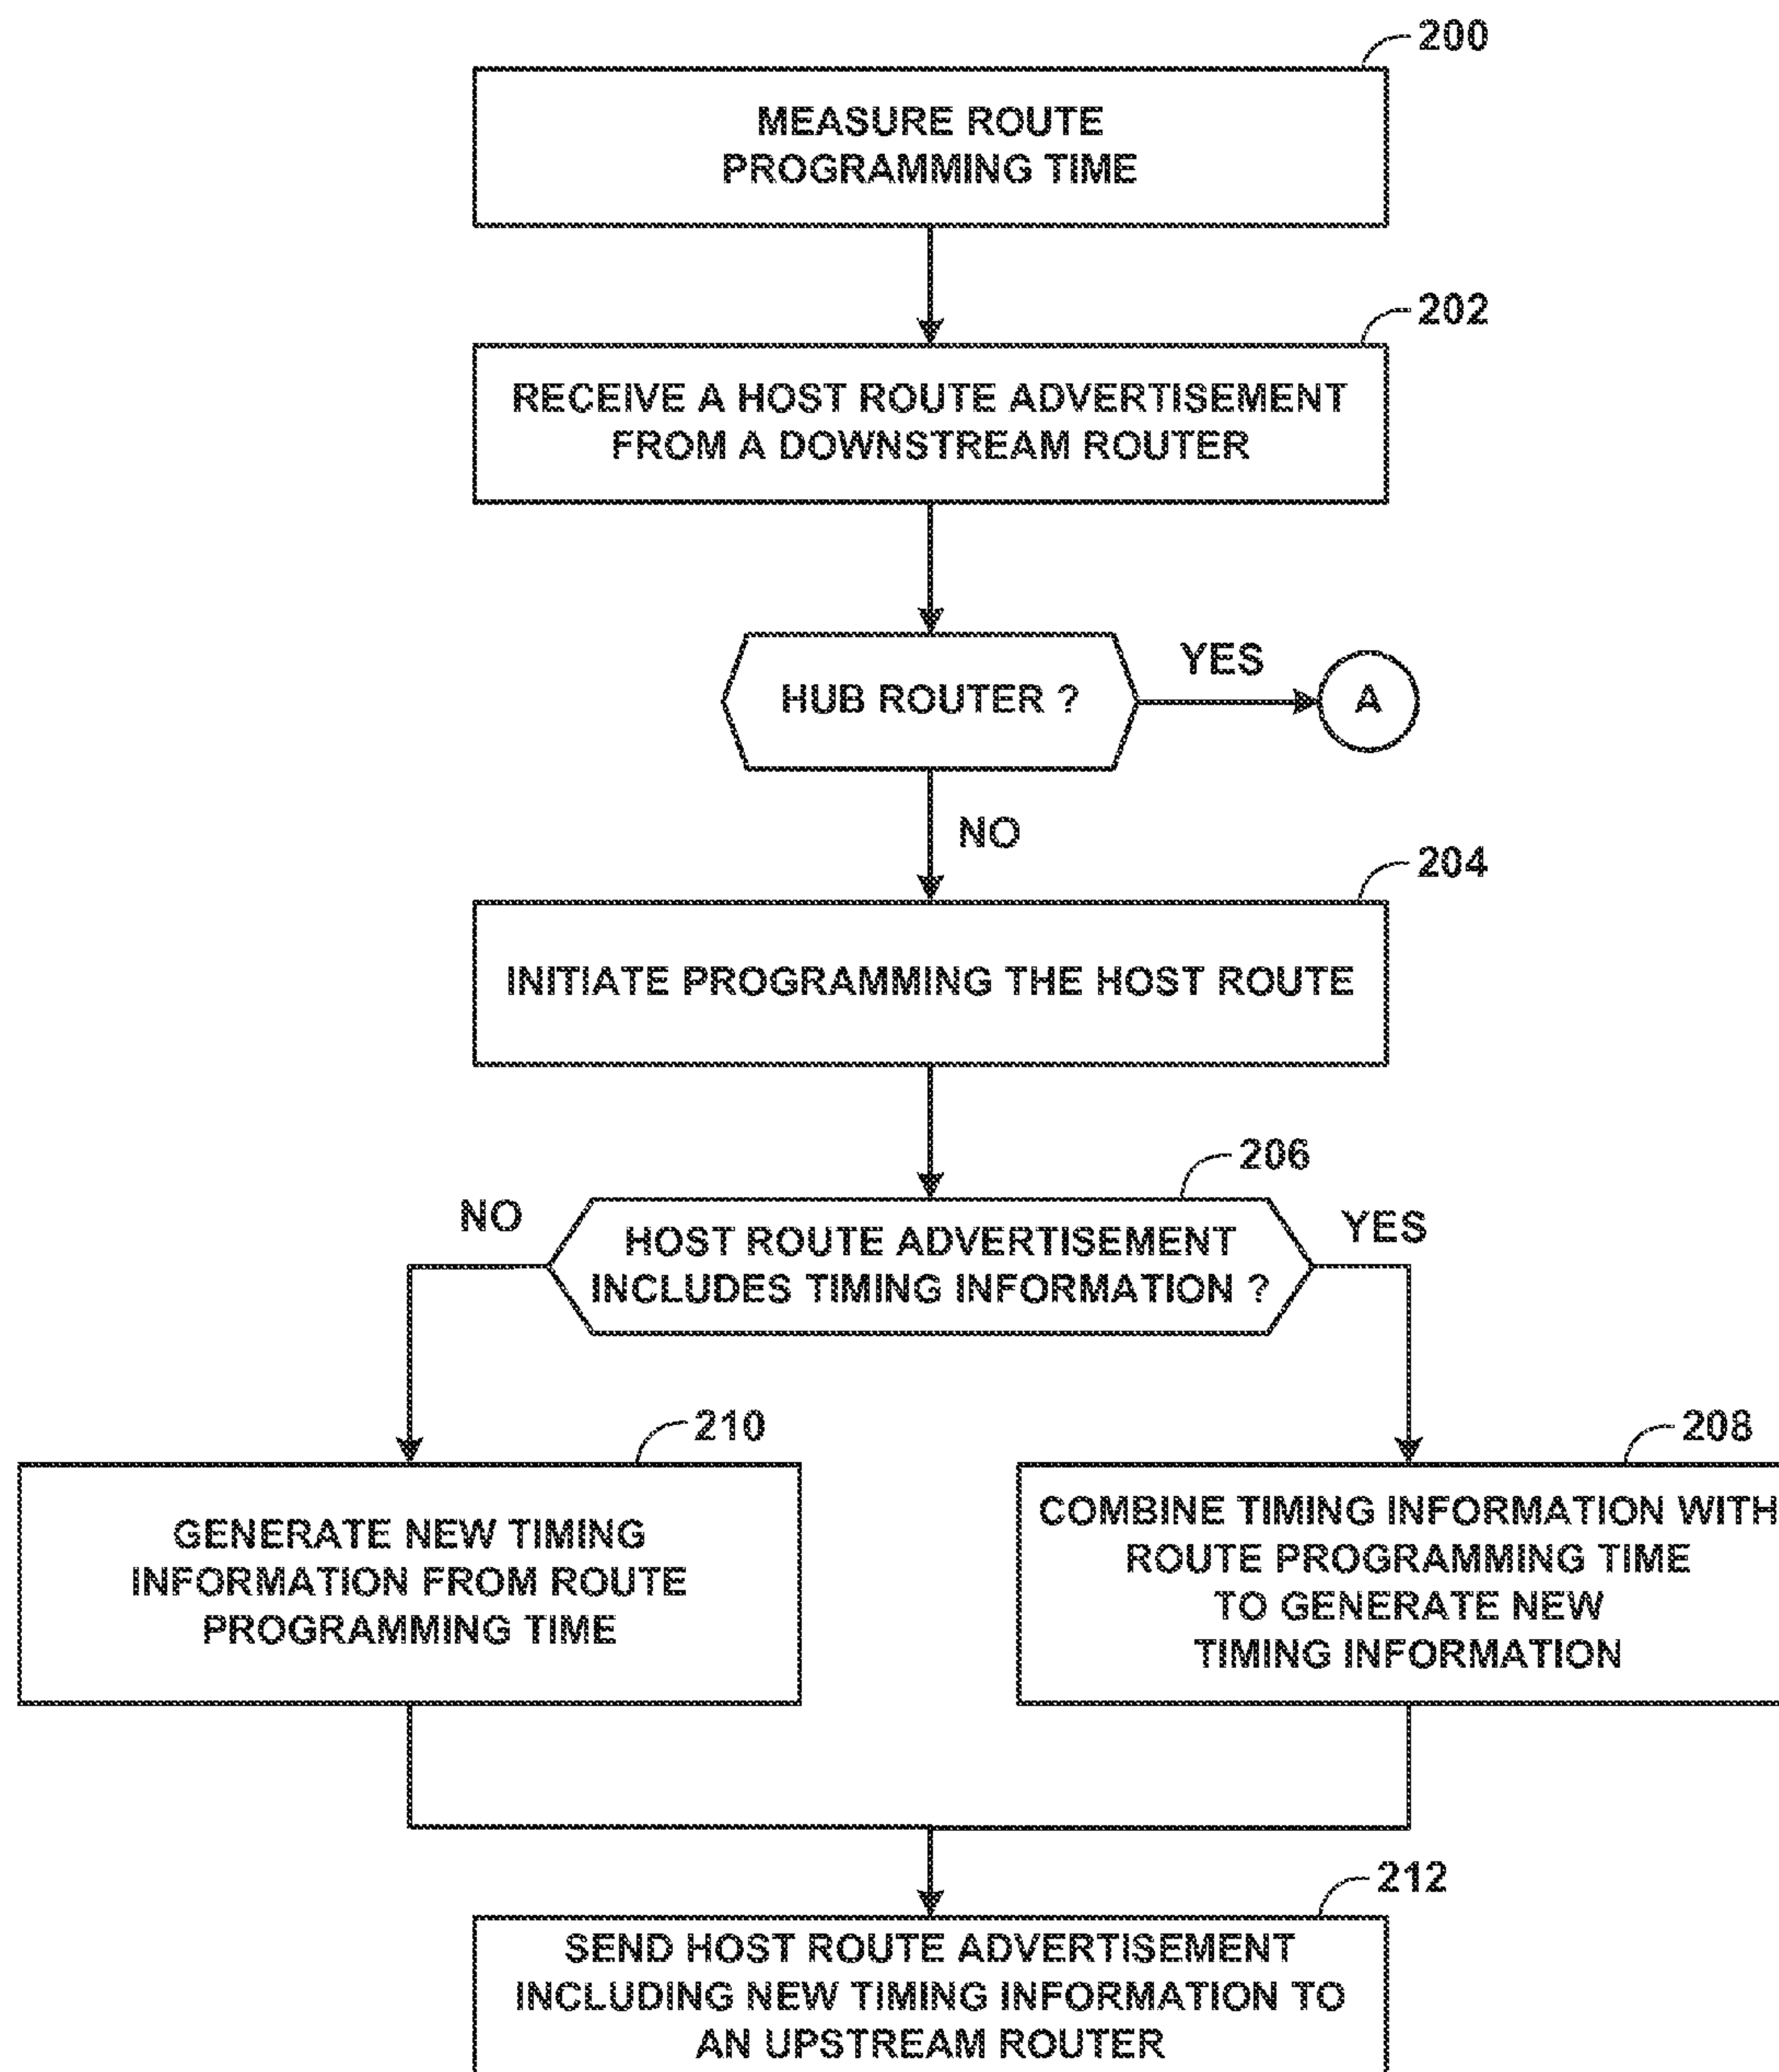 200
MEASURE ROUTE
PROGRAMMING TIME
202
RECEIVE A HOST ROUTE ADVERTISEMENT
FROM A DOWNSTREAM ROUTER
HUB ROUTER ?
YES
A
NO
204
INITIATE PROGRAMMING THE HOST ROUTE
206
NO
HOST ROUTE ADVERTISEMENT
INCLUDES TIMING INFORMATION ?
YES
210
GENERATE NEW TIMING
INFORMATION FROM ROUTE
PROGRAMMING TIME
208
COMBINE TIMING INFORMATION WITH
ROUTE PROGRAMMING TIME
TO GENERATE NEW
TIMING INFORMATION
212
SEND HOST ROUTE ADVERTISEMENT
INCLUDING NEW TIMING INFORMATION TO
AN UPSTREAM ROUTER